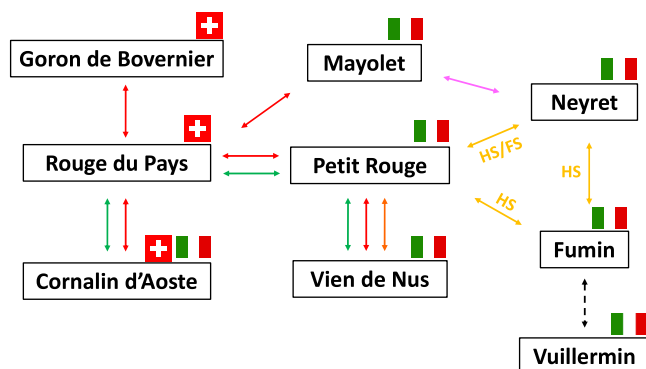 Goron de Bovernier
Mayolet
Neyret
Rouge du Pays
Petit Rouge
HS/FS
HS
HS
Fumin
Cornalin d’Aoste
Vien de Nus
Vuillermin